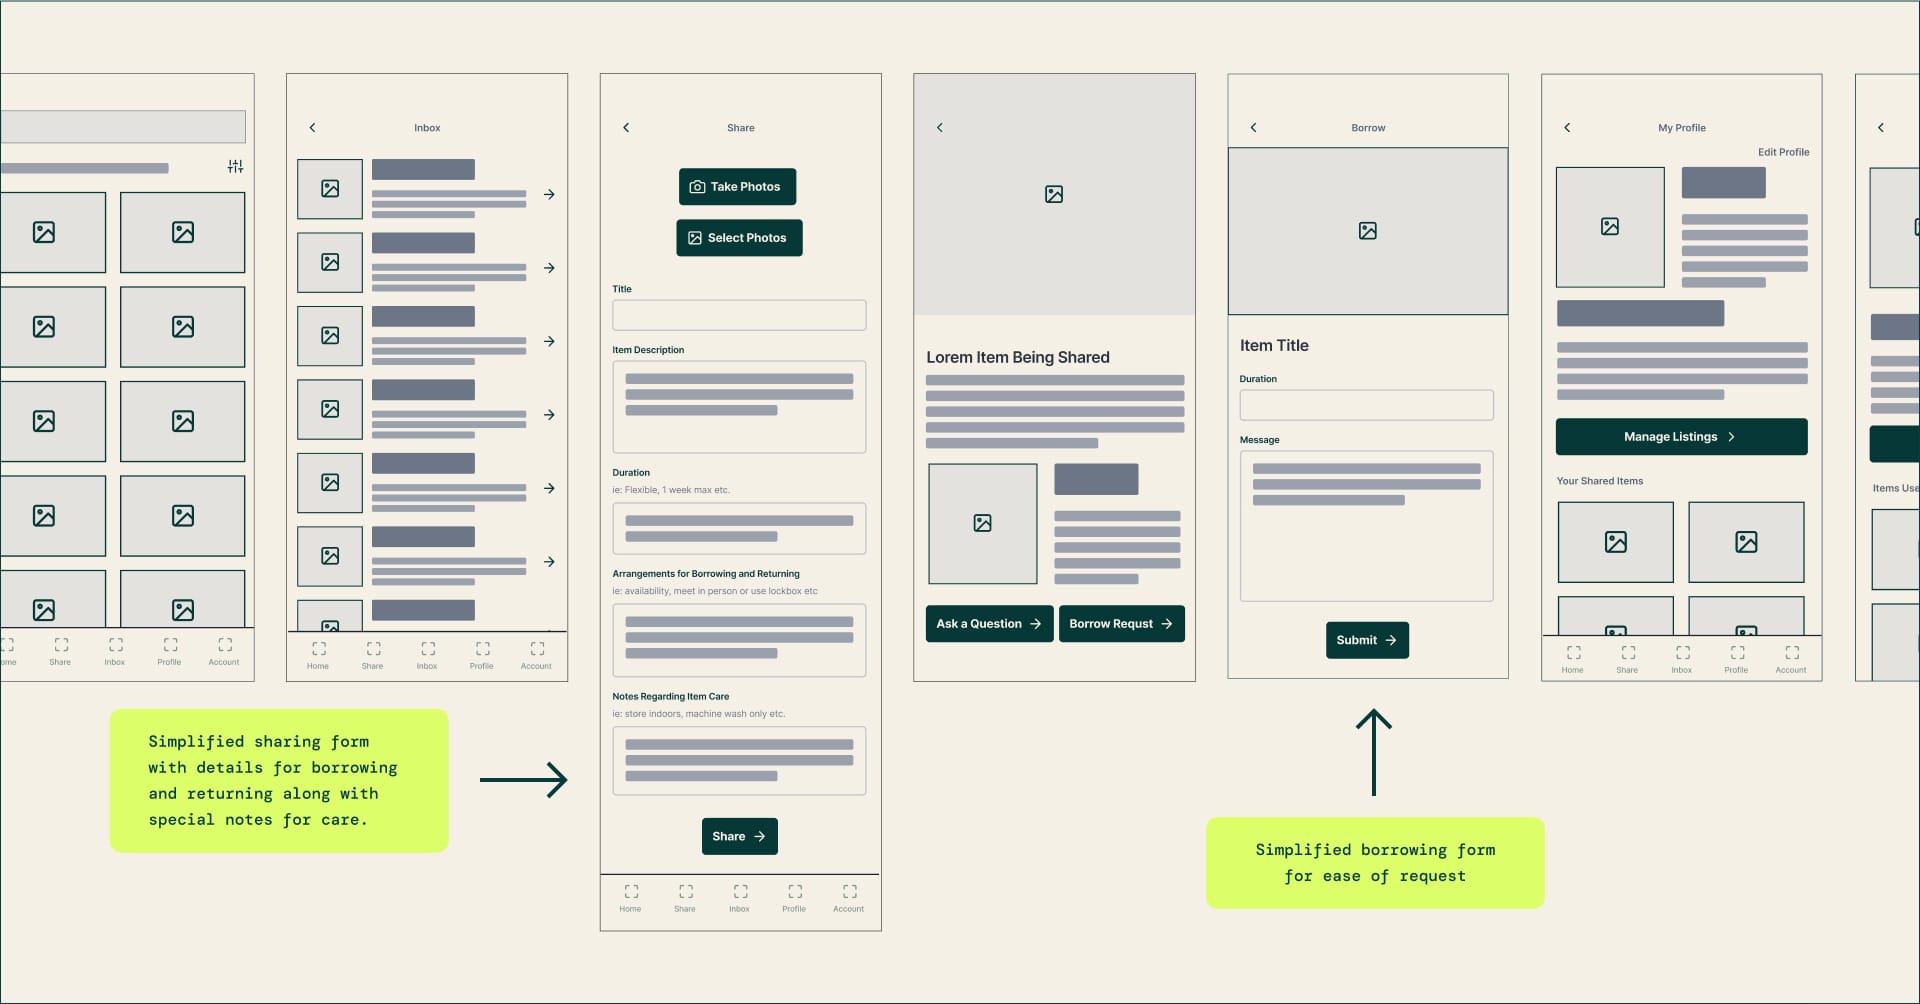 ome
Share
Inbox
Profile
Account
Inbox
Home
Share
Inbox
Profile
Account
Share
Take Photos
Select Photos
Title
Item Description
Duration
ie: Flexible, 1 week max etc.
Arrangements for Borrowing and Returning
ie: availability, meet in person or use lockbox etc
Notes Regarding Item Care
ie: store indoors, machine wash only etc.
Share
Home
Share
Inbox
Profile
Account
Lorem Item Being Shared
Ask a Question
Borrow Requst
Borrow
Item Title
Duration
Message
Submit
My Profile
Edit Profile
Manage Listings
Your Shared Items
Home
Share
Inbox
Profile
Account
Items Use
Simplified sharing form
with details for borrowing
and returning along with
special notes for care.
Simplified borrowing form
for ease of request